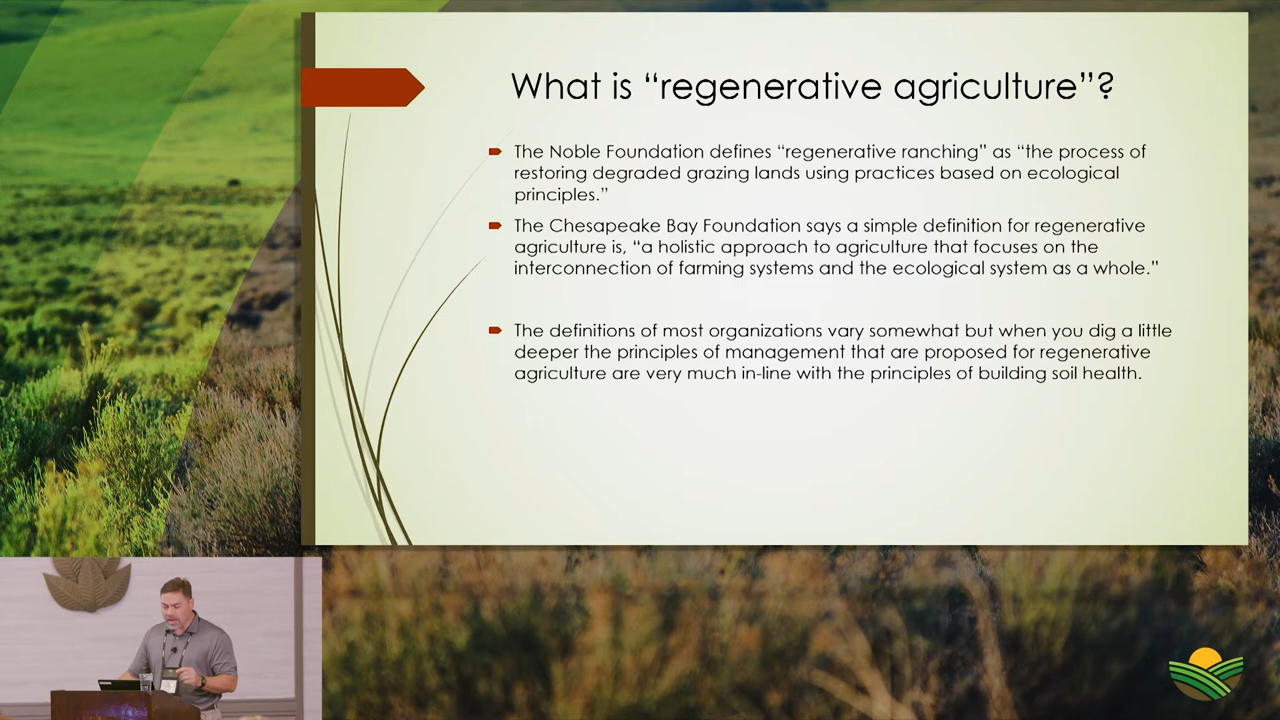 What is “regenerative agriculture”?
The Noble Foundation defines “regenerative ranching” as “the process of
restoring degraded grazing lands using practices based on ecological
principles.”
The Chesapeake Bay Foundation says a simple definition for regenerative
agriculture is, “a holistic approach to agriculture that focuses on the
interconnection of farming systems and the ecological system as a whole.”
The definitions of most organizations vary somewhat but when you dig a little
deeper the principles of management that are proposed for regenerative
agriculture are very much in-line with the principles of building soil health.